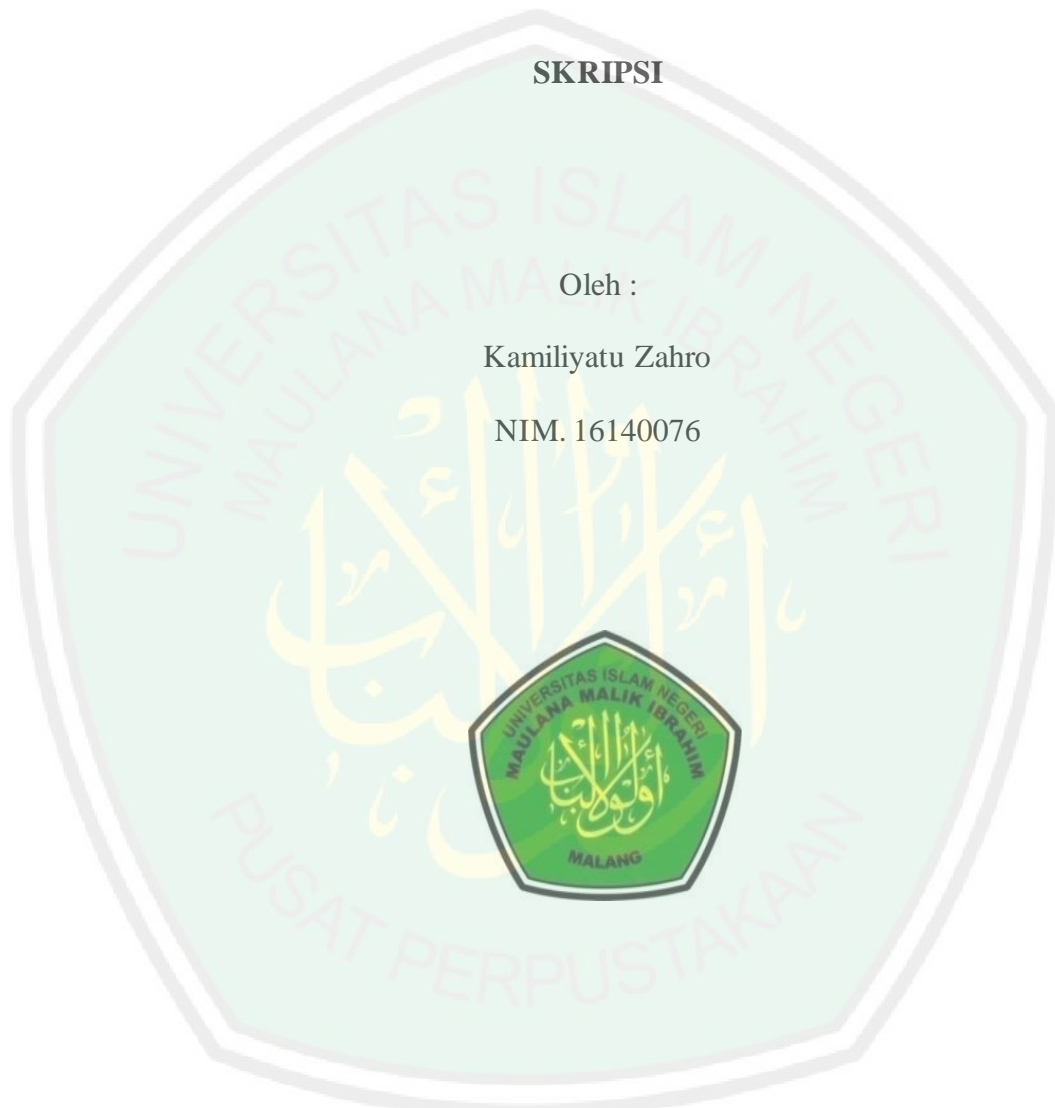 SKRIPSI
UNIVERSITAS ISLAM NEGERI
MAULANA MALIK IBRAHIM
Oleh :
Kamiliyatu Zahro
NIM. 16140076
UNIVERSITAS ISLAM NEGERI
MAULANA MALIK IBRAHIM
MALANG
PUSAT PERPUSTAKAAN